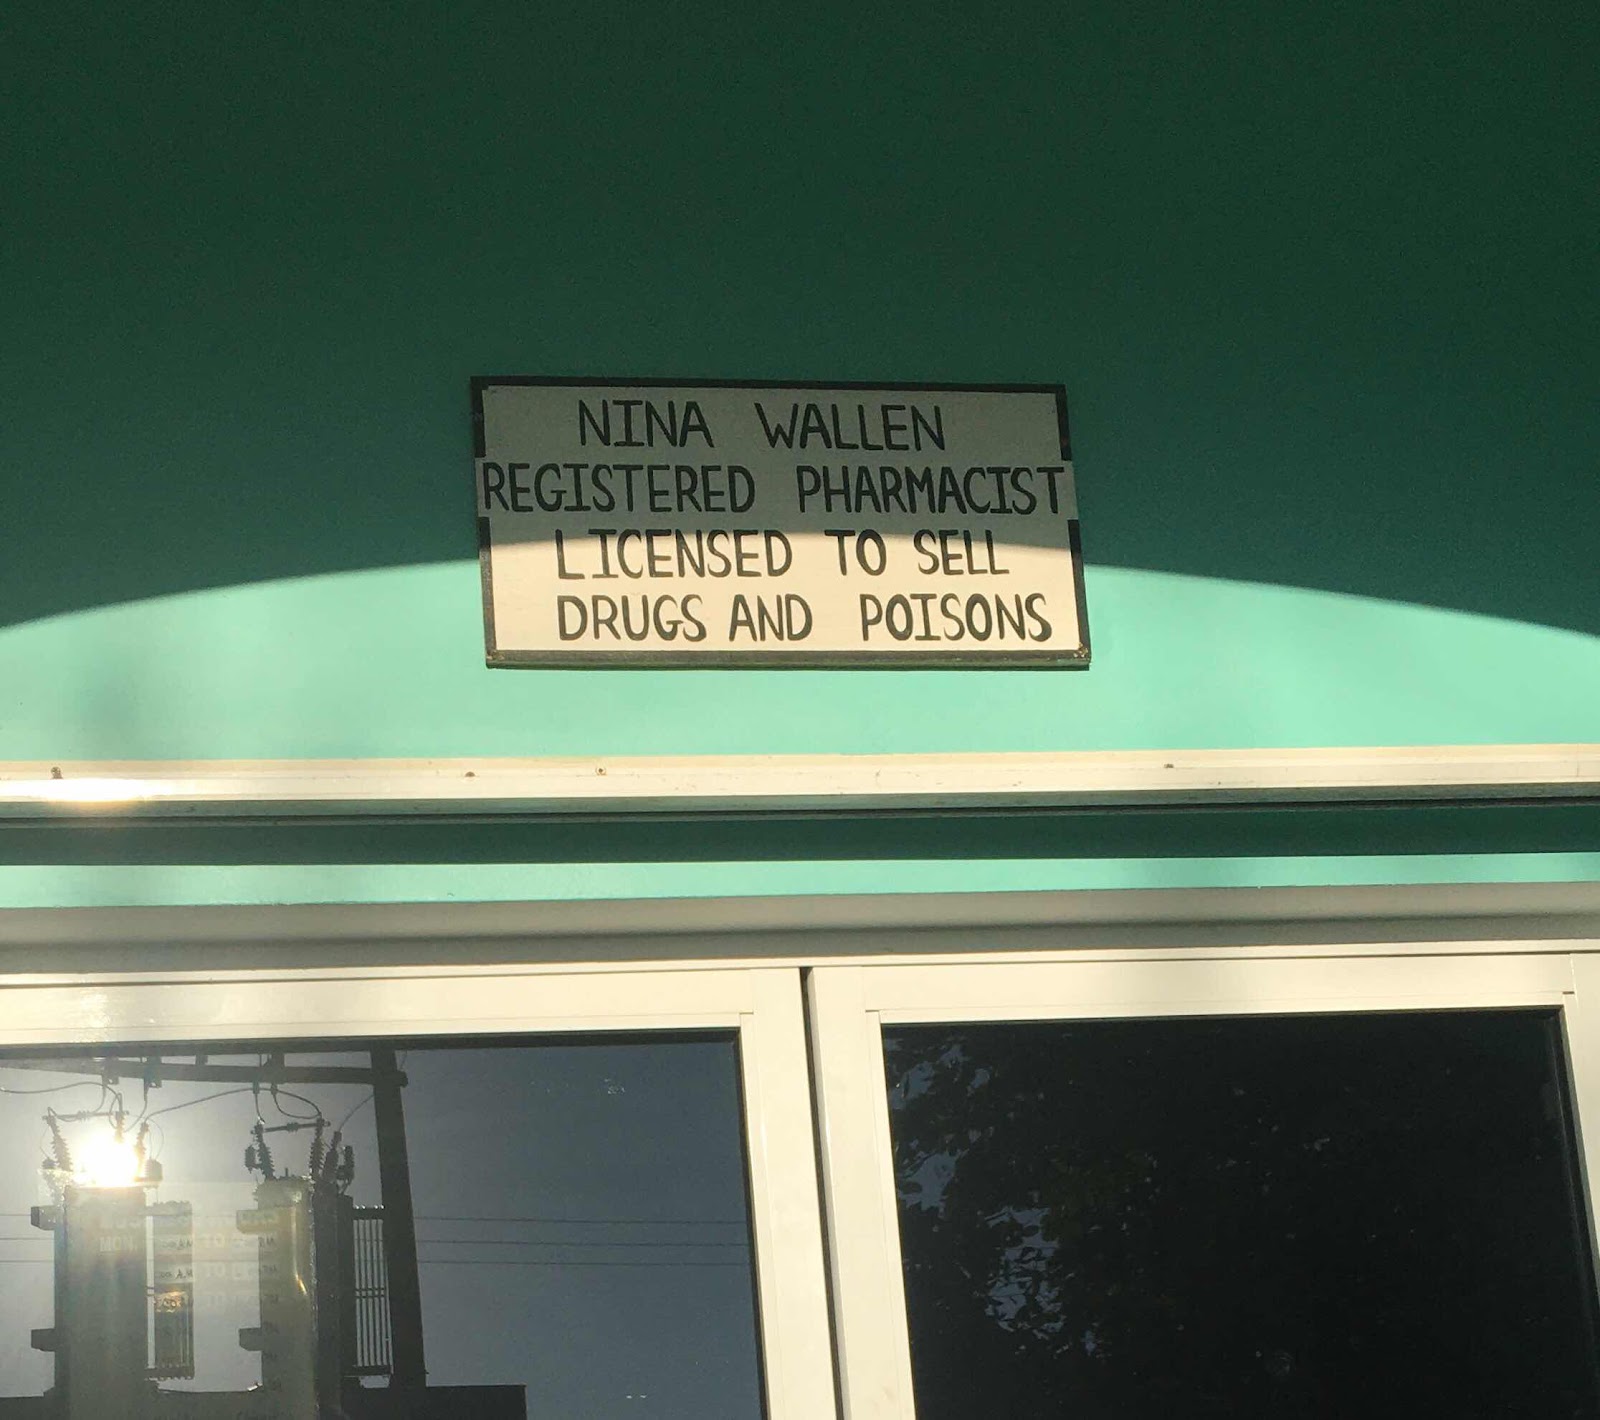 NINA WALLEN
REGISTERED PHARMACIST
LICENSED TO SELL
DRUGS AND POISONS